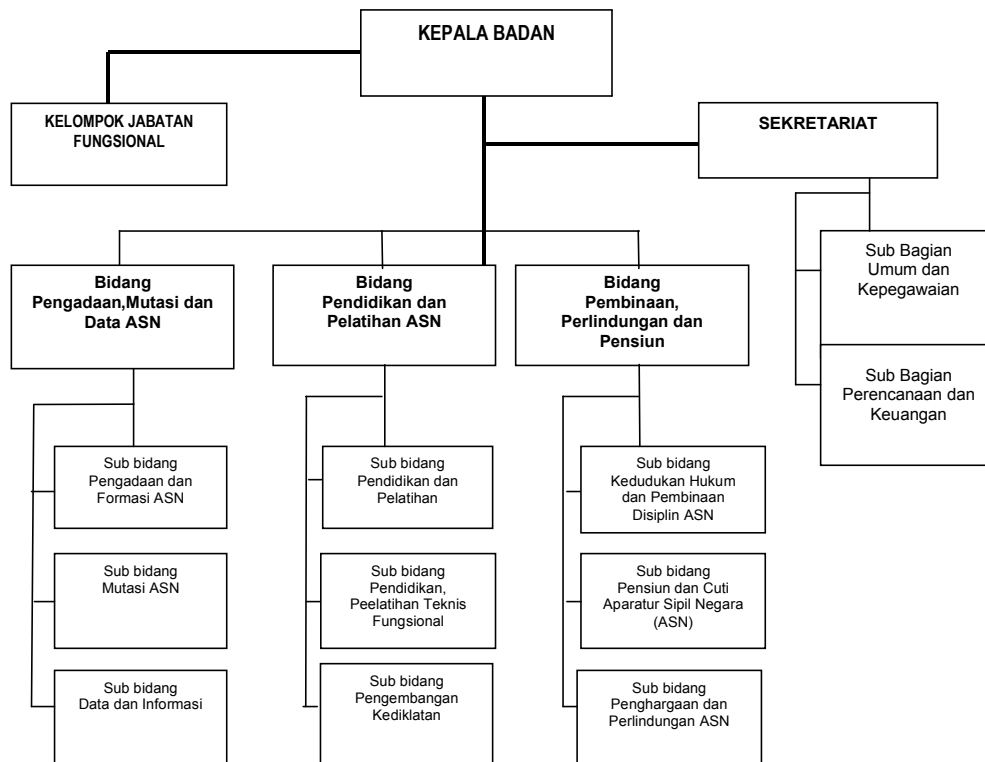 KEPALA BADAN
KELOMPOK JABATAN
FUNGSIONAL
SEKRETARIAT
Sub Bagian
Umum dan
Kepegawaian
Sub Bagian
Perencanaan dan
Keuangan
Bidang
Pengadaan,Mutasi dan
Data ASN
Bidang
Pendidikan dan
Pelatihan ASN
Bidang
Pembinaan,
Perlindungan dan
Pensiun
Sub bidang
Pengadaan dan
Formasi ASN
Sub bidang
Mutasi ASN
Sub bidang
Data dan Informasi
Sub bidang
Pendidikan dan
Pelatihan
Sub bidang
Pendidikan,
Peelatihan Teknis
Fungsional
Sub bidang
Pengembangan
Kediklatan
Sub bidang
Kedudukan Hukum
dan Pembinaan
Disiplin ASN
Sub bidang
Pensiun dan Cuti
Aparatur Sipil Negara
(ASN)
Sub bidang
Penghargaan dan
Perlindungan ASN